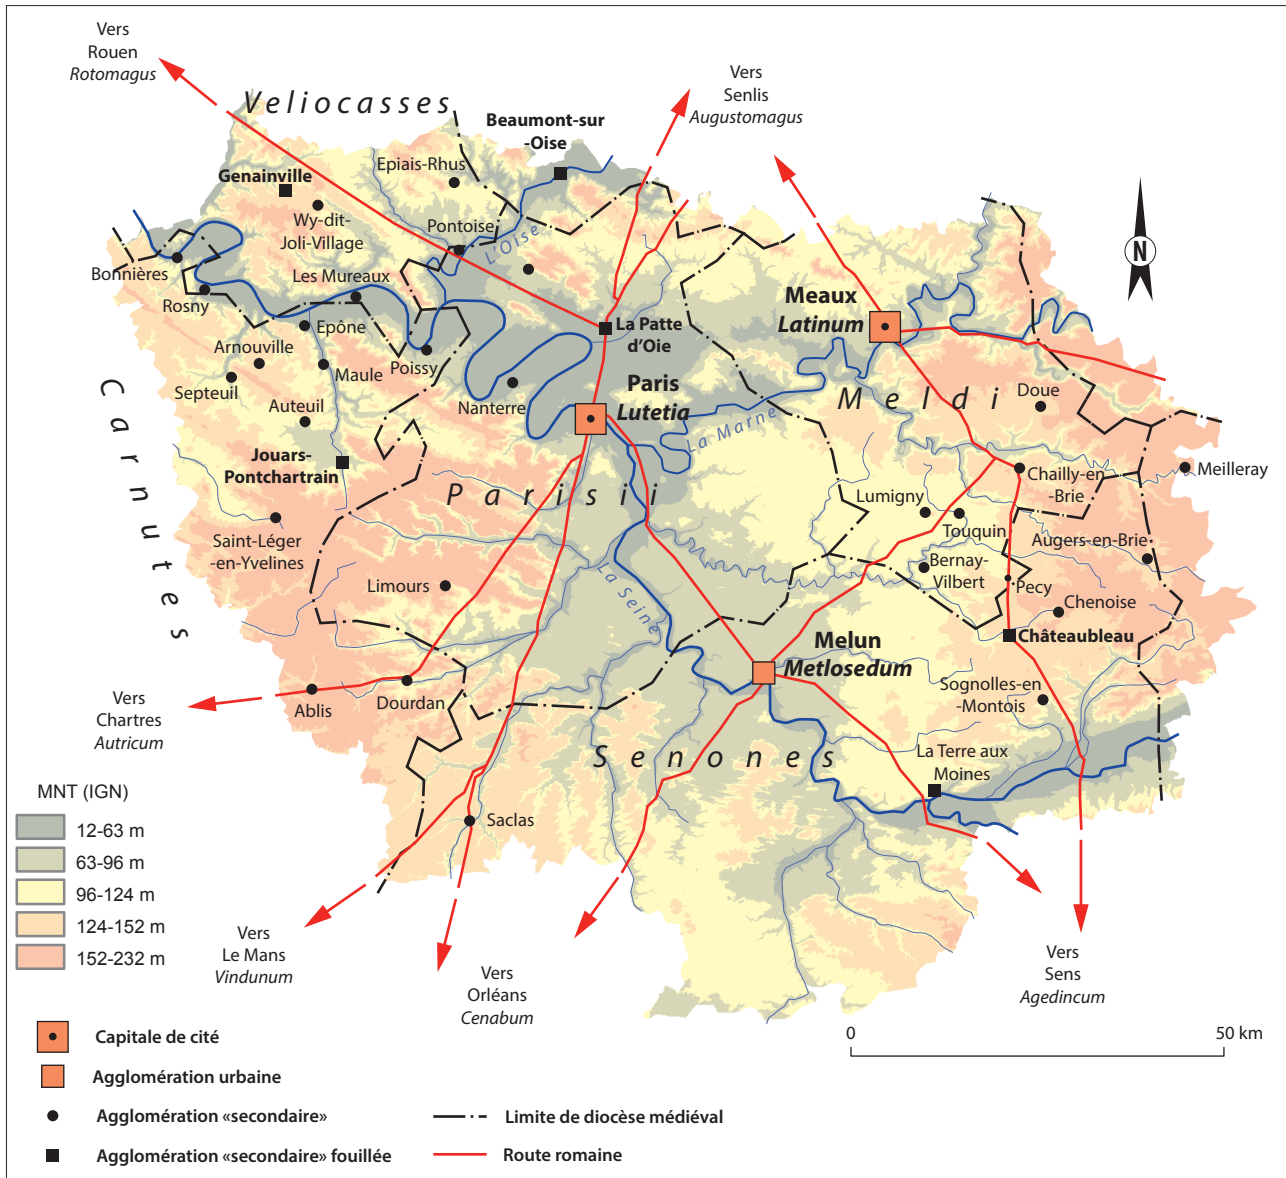 Vers
Rouen
Rotomagus
Veliocasses
Vers
Senlis
Augustomagus
Beaumont-sur
-Oise
Epiais-Rhus
Genainville
Wy-dit-
Joli-Village
Pontoise
L'Oise
N
Bonnières
Les Mureaux
Rosny
Epône
Meaux
Latinum
La Patte
d'Oie
Arnouville
Poissy
Maule
Septeuil
Nanterre
Paris
Lutetia
Auteuil
La Marne
Meldi
Doue
Carnutes
Jouars-
Pontchartrain
Parisii
Chailly-en
-Brie
Meilleray
Lumigny
Touquin
Saint-Léger
-en-Yvelines
Augers-en-Brie
Bernay-
Vilbert
Pecy
Limours
La Seine
Chenoise
Châteaubleau
Melun
Metlosedum
Vers
Chartres
Autricum
Ablis
Dourdan
Sognolles-en
-Montois
Senones
La Terre aux
Moines
Saclas
MNT (IGN)
12-63 m
63-96 m
96-124 m
124-152 m
152-232 m
Vers
Le Mans
Vindunum
Vers
Orléans
Cenabum
Vers
Sens
Agedincum
0 50 km
Capitale de cité
Agglomération urbaine
Agglomération «secondaire»
Agglomération «secondaire» fouillée
Limite de diocèse médiéval
Route romaine